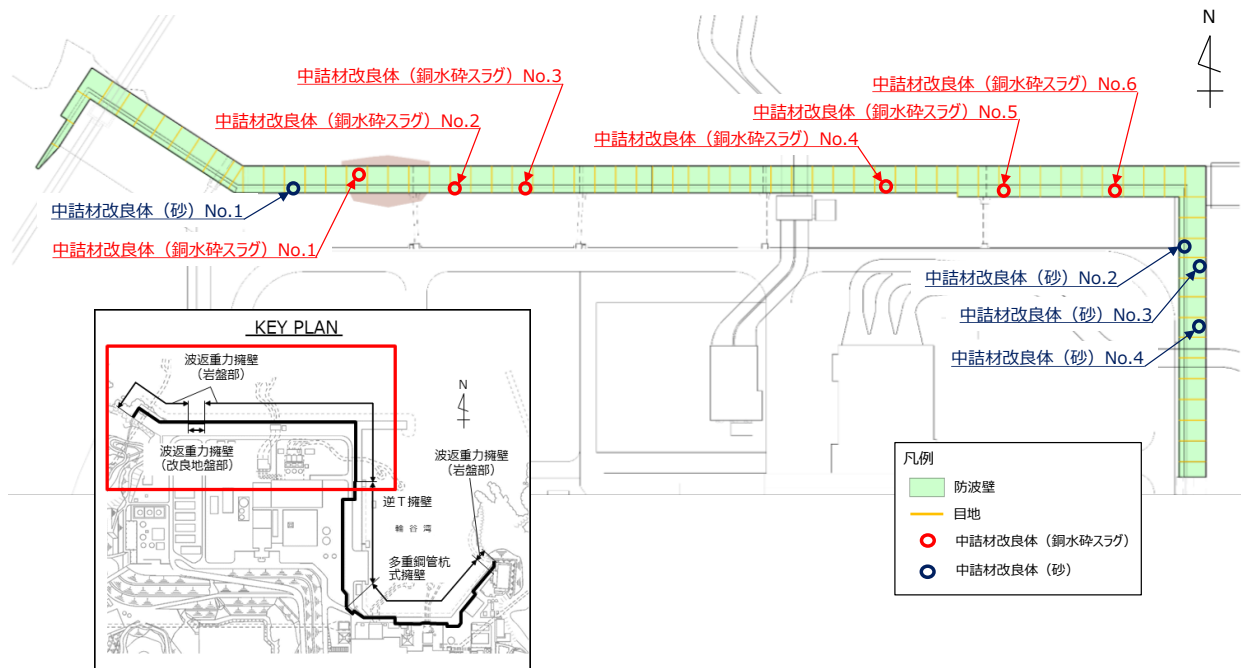 N
中詰材改良体（銅水砕スラグ）No.3
中詰材改良体（銅水砕スラグ）No.6
中詰材改良体（銅水砕スラグ）No.5
中詰材改良体（銅水砕スラグ）No.2
中詰材改良体（銅水砕スラグ）No.4
中詰材改良体（砂）No.1
中詰材改良体（銅水砕スラグ）No.1
中詰材改良体（砂）No.2
中詰材改良体（砂）No.3
中詰材改良体（砂）No.4
KEY PLAN
波返重力擁壁
（岩盤部）
N
波返重力擁壁
（改良地盤部）
波返重力擁壁
（岩盤部）
逆Ｔ擁壁
輪谷湾
多重鋼管杭
式擁壁
凡例
防波壁
目地
中詰材改良体（銅水砕スラグ）
中詰材改良体（砂）